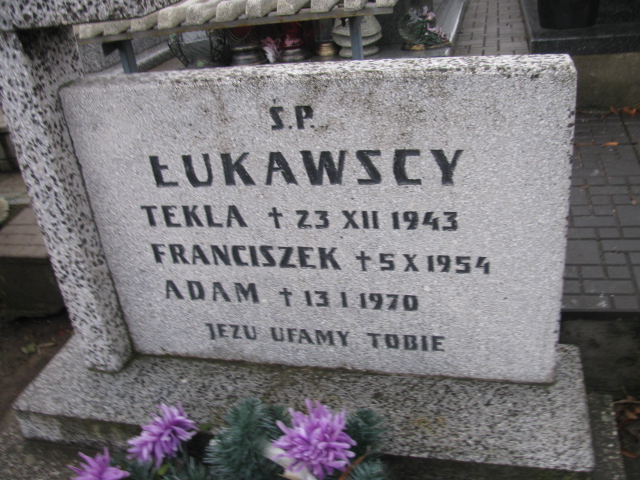 Ś.P.
ŁUKAWSCY
TEKLA † 23 XII 1943
FRANCISZEK † 5 X 1954
ADAM † 13 I 1970
JEZU UFAMY TOBIE